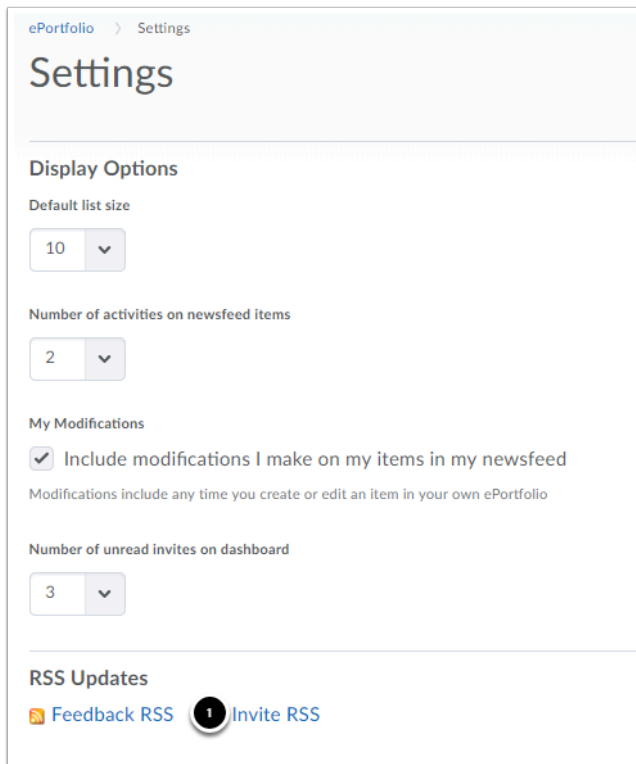 ePortfolio > Settings
Settings
Display Options
Default list size
10
Number of activities on newsfeed items
2
My Modifications
Include modifications I make on my items in my newsfeed
Modifications include any time you create or edit an item in your own ePortfolio
Number of unread invites on dashboard
3
RSS Updates
Feedback RSS 1 Invite RSS